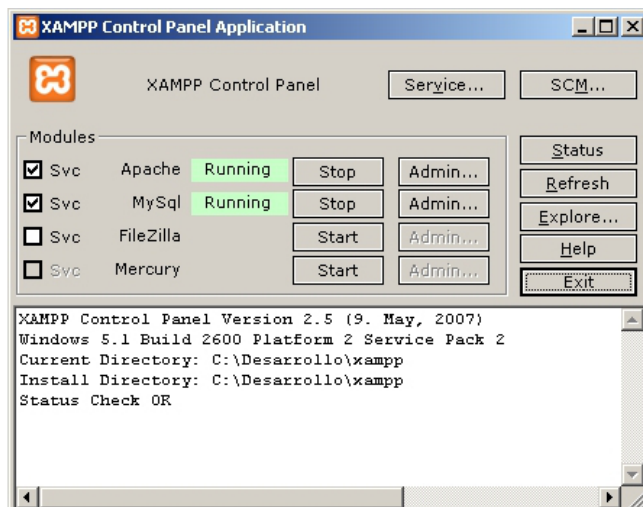 XAMPP Control Panel Application
XAMPP Control Panel Service... SCM...
Modules
Svc Apache Running Stop Admin...
Svc MySql Running Stop Admin...
Svc FileZilla Start Admin...
Svc Mercury Start Admin...
Status
Refresh
Explore...
Help
Exit
XAMPP Control Panel Version 2.5 (9. May, 2007)
Windows 5.1 Build 2600 Platform 2 Service Pack 2
Current Directory: C:\Desarrollo\xampp
Install Directory: C:\Desarrollo\xampp
Status Check OK